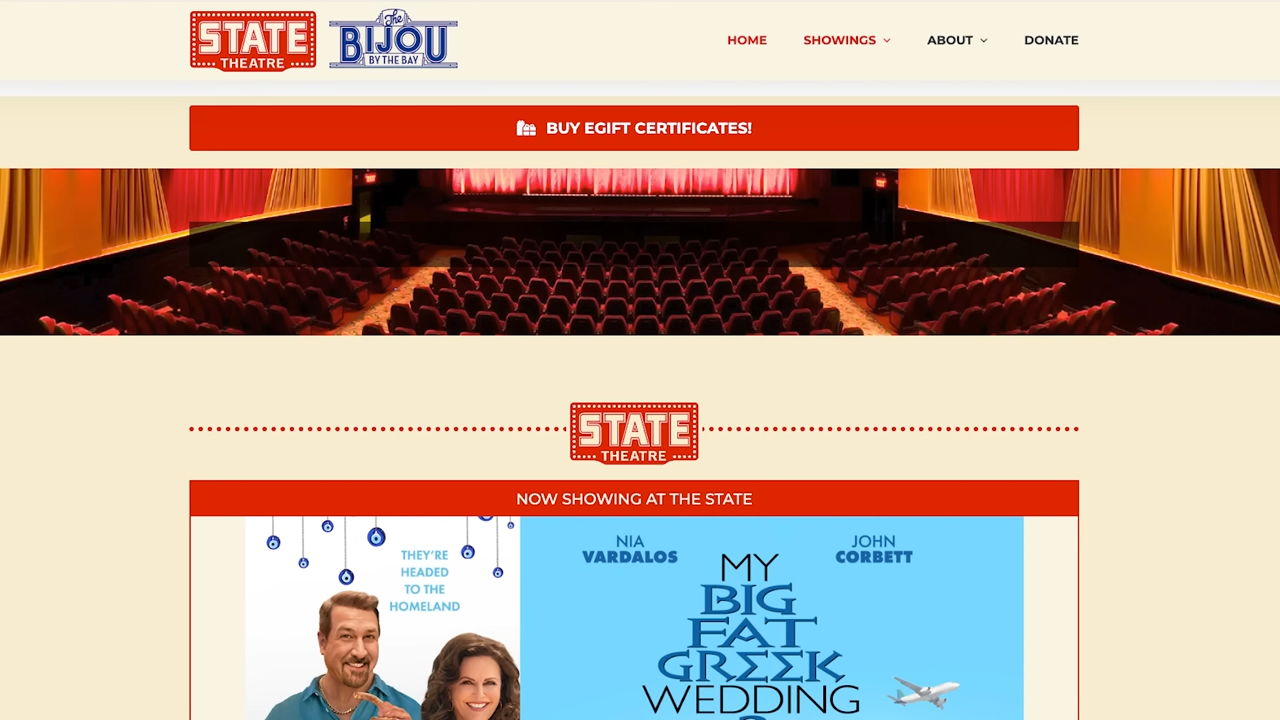 STATE
THEATRE
The
BIJOU
BY THE BAY
HOME
SHOWINGS
ABOUT
DONATE
BUY EGIFT CERTIFICATES!
STATE
THEATRE
NOW SHOWING AT THE STATE
THEY'RE
HEADED
TO THE
HOMELAND
NIA
VARDALOS
JOHN
CORBETT
MY
BIG
FAT
GRΣΣK
WEDDING